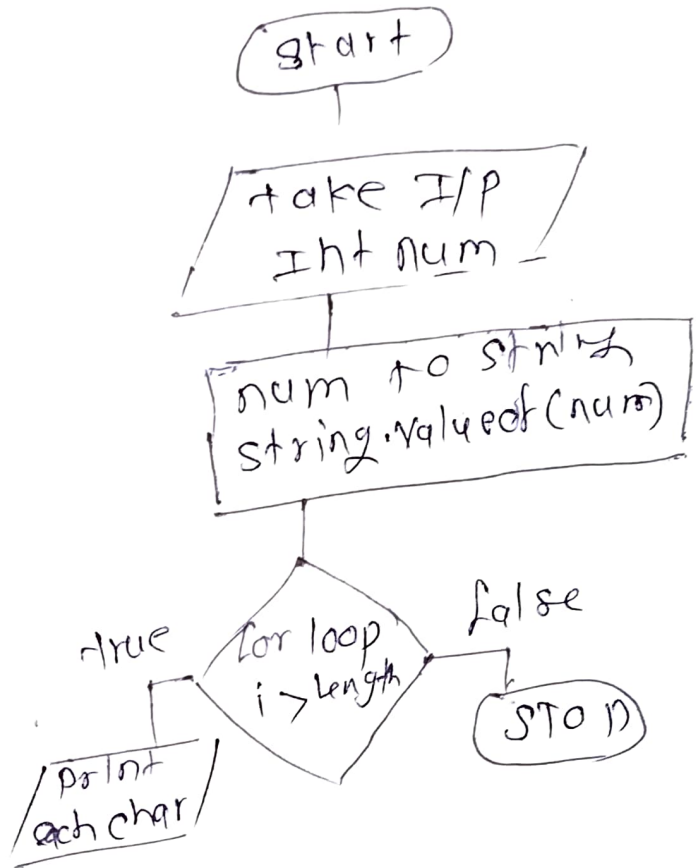 start
take I/P
Int num
num to string
string.valueof(num)
true
for loop
i > Length
false
STOP
print
each char